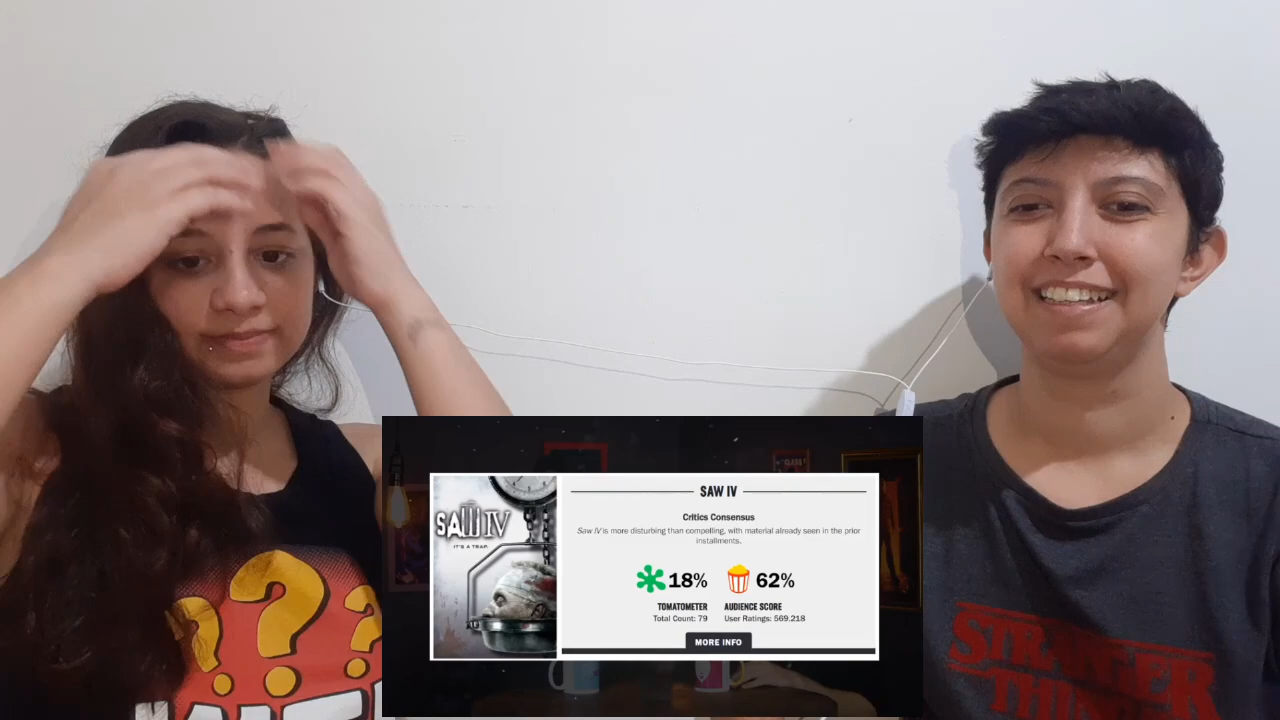 "CLASS
SAW IV
SAW IV
IT'S A TRAP.
Critics Consensus
Saw IV is more disturbing than compelling, with material already seen in the prior
installments.
18%
62%
TOMATOMETER
AUDIENCE SCORE
Total Count: 79
User Ratings: 569.218
MORE INFO
???
STRANGER
THINGS